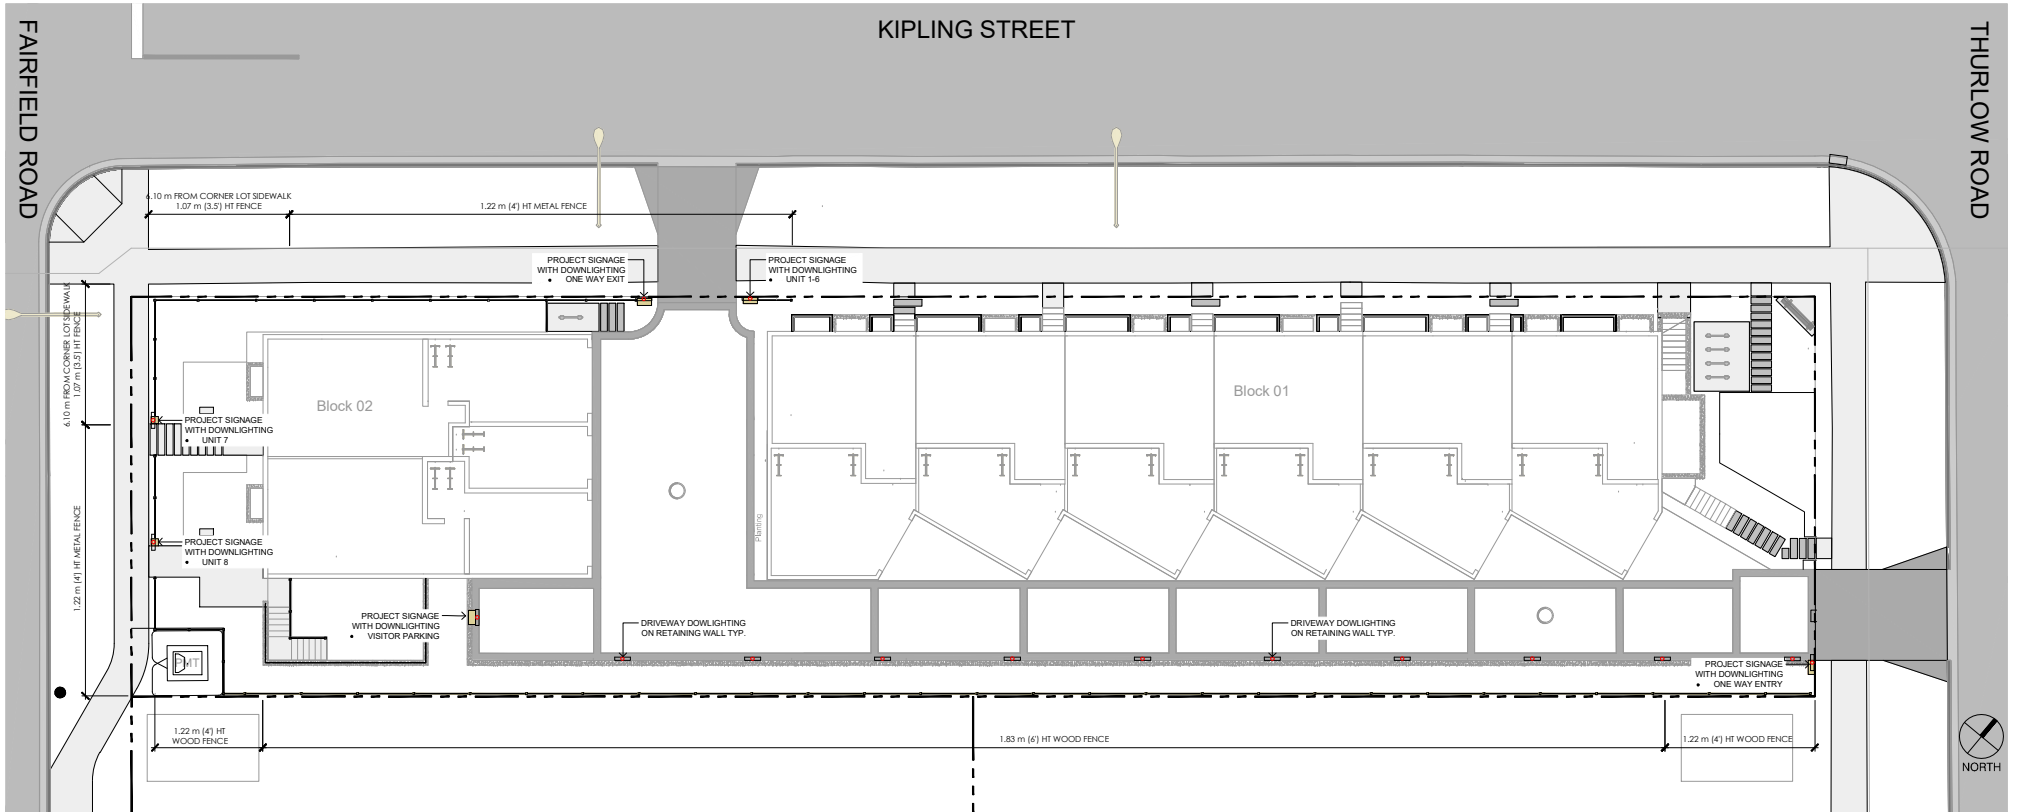 KIPLING STREET
FAIRFIELD ROAD
THURLOW ROAD
6.10 m FROM CORNER LOT SIDEWALK
1.07 m (3.5') HT FENCE
1.22 m (4') HT METAL FENCE
PROJECT SIGNAGE
WITH DOWNLIGHTING
• ONE WAY EXIT
PROJECT SIGNAGE
WITH DOWNLIGHTING
• UNIT 1-6
6.10 m FROM CORNER LOT SIDEWALK
1.07 m (3.5') HT FENCE
Block 02
Block 01
PROJECT SIGNAGE
WITH DOWNLIGHTING
• UNIT 7
Planting
PROJECT SIGNAGE
WITH DOWNLIGHTING
• UNIT 8
1.22 m (4') HT METAL FENCE
PROJECT SIGNAGE
WITH DOWNLIGHTING
• VISITOR PARKING
DRIVEWAY DOWLIGHTING
ON RETAINING WALL TYP.
DRIVEWAY DOWLIGHTING
ON RETAINING WALL TYP.
PMT
PROJECT SIGNAGE
WITH DOWNLIGHTING
• ONE WAY ENTRY
1.22 m (4') HT
WOOD FENCE
1.83 m (6') HT WOOD FENCE
1.22 m (4') HT WOOD FENCE
NORTH